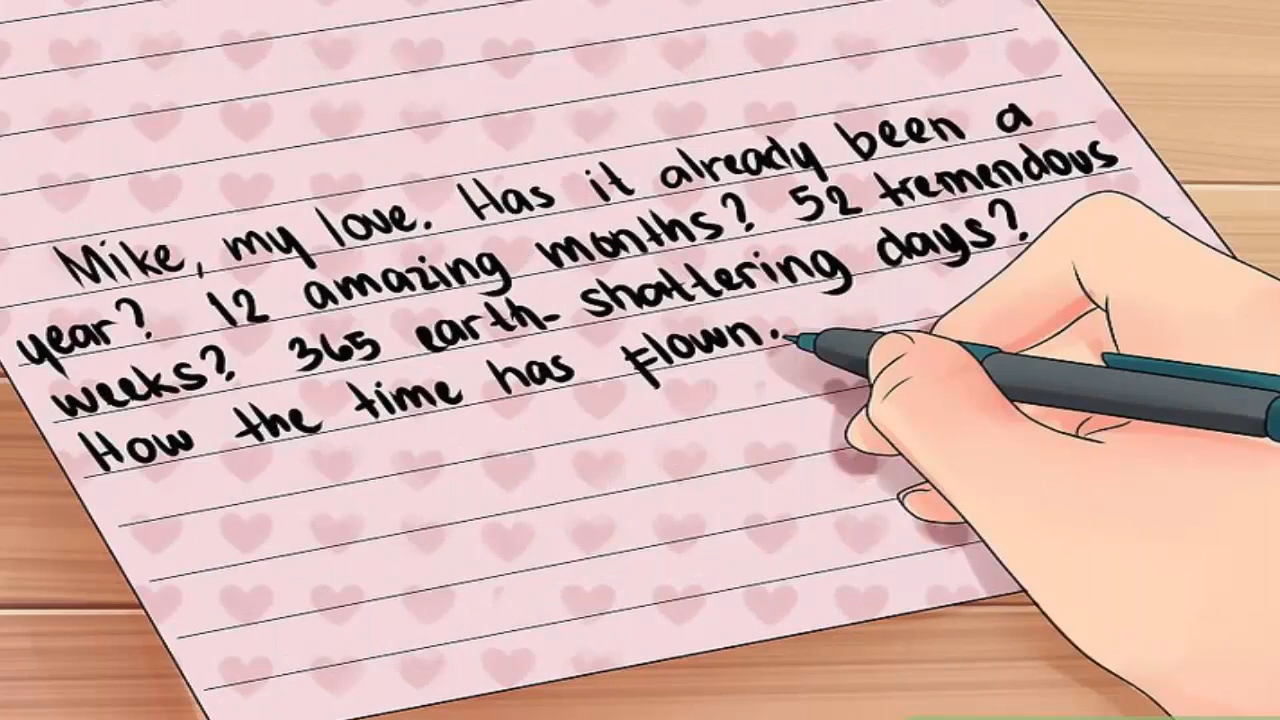 Mike, my love. Has it already been a
year? 12 amazing months? 52 tremendous
weeks? 365 earth-shattering days?
How the time has flown.